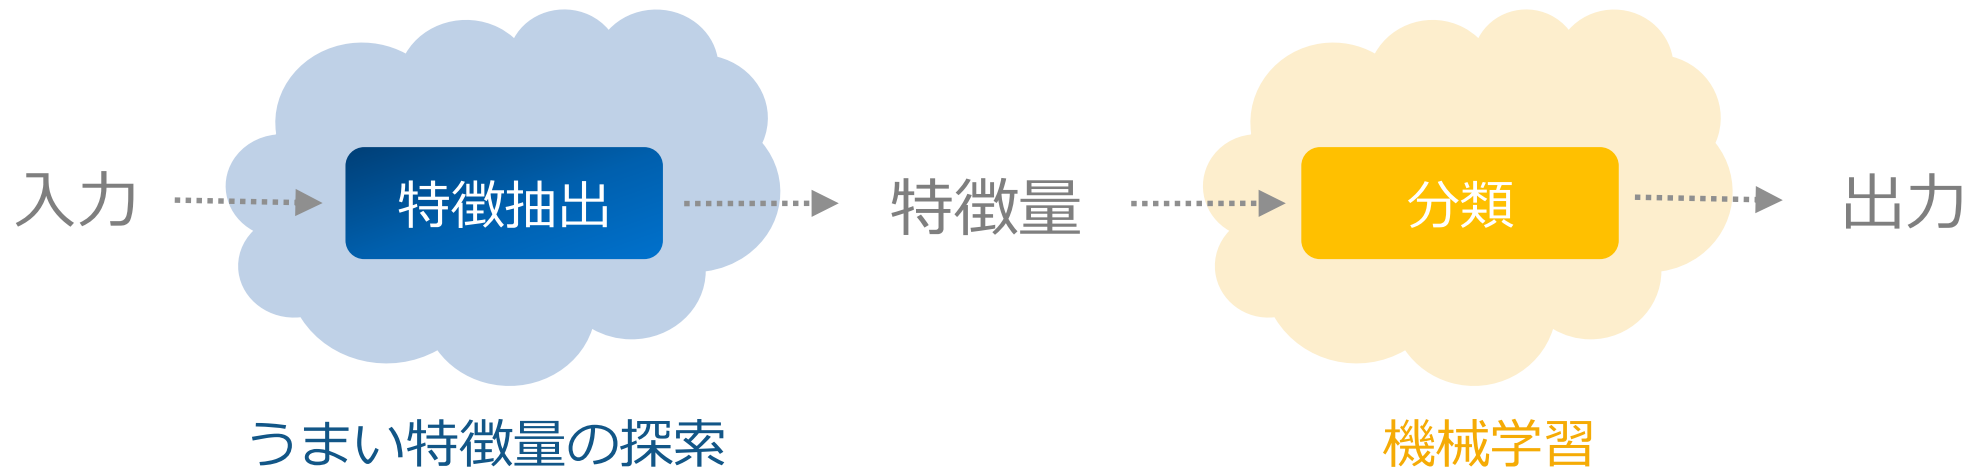 入力
特徴抽出
特徴量
分類
出力
うまい特徴量の探索
機械学習